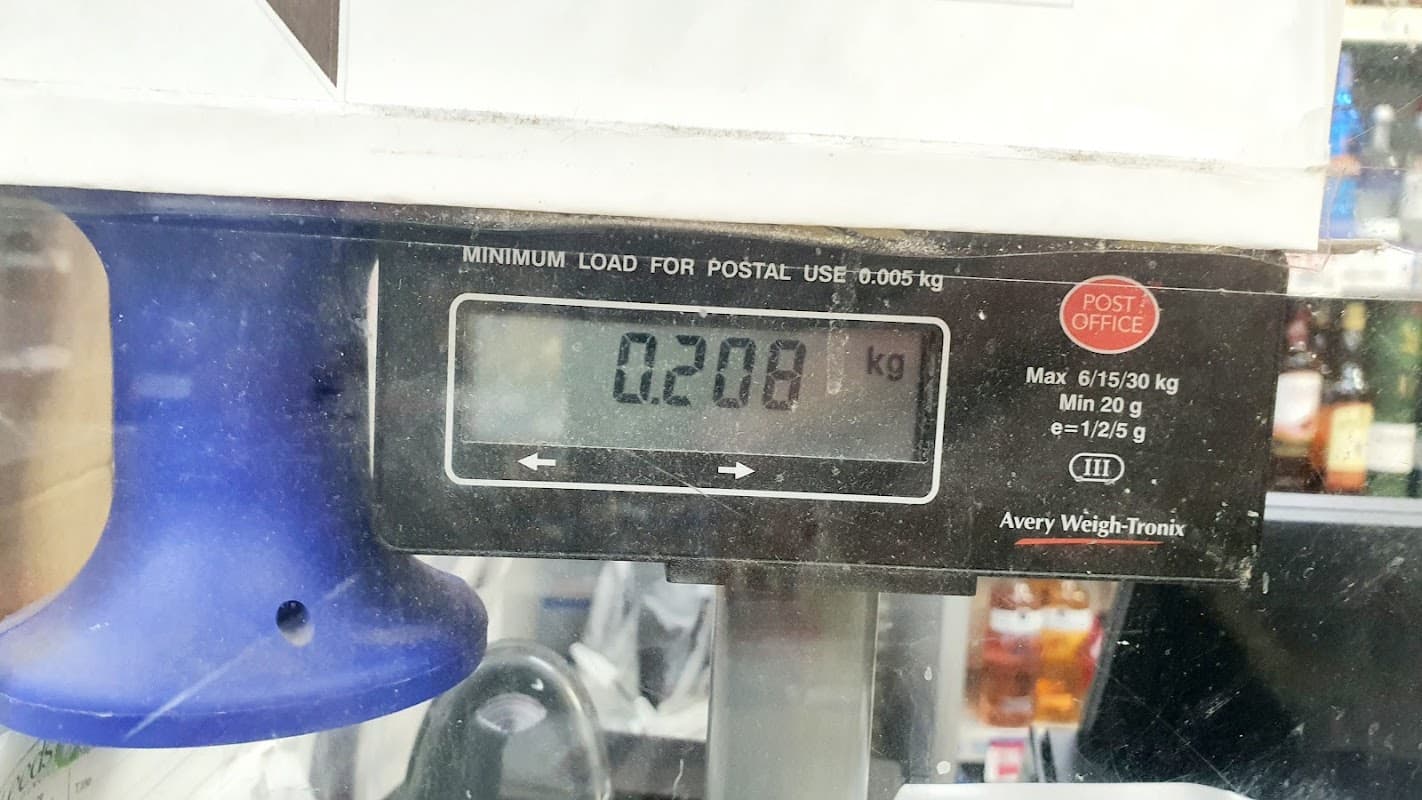 MINIMUM LOAD FOR POSTAL USE 0.005 kg
0.208 kg
POST
OFFICE
Max 6/15/30 kg
Min 20 g
e=1/2/5 g
III
Avery Weigh-Tronix